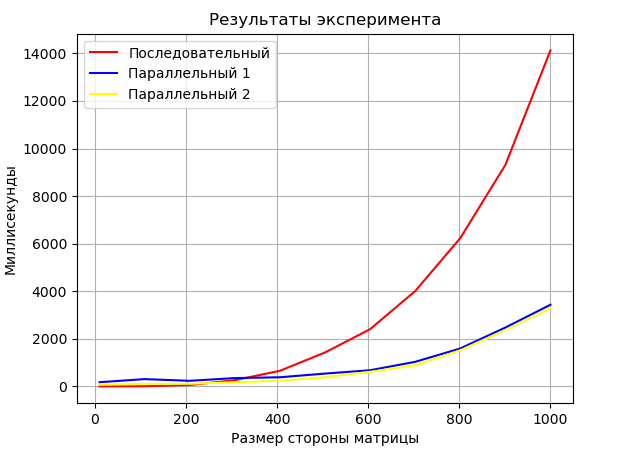 Результаты эксперимента
Последовательный
Параллельный 1
Параллельный 2
14000
12000
10000
8000
6000
4000
2000
0
Миллисекунды
0 200 400 600 800 1000
Размер стороны матрицы